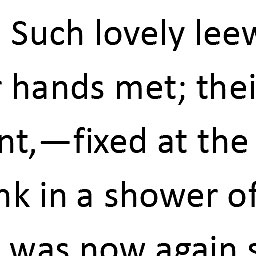 Such lovely leew
hands met; thei
nt,—fixed at the
nk in a shower of
was now again s